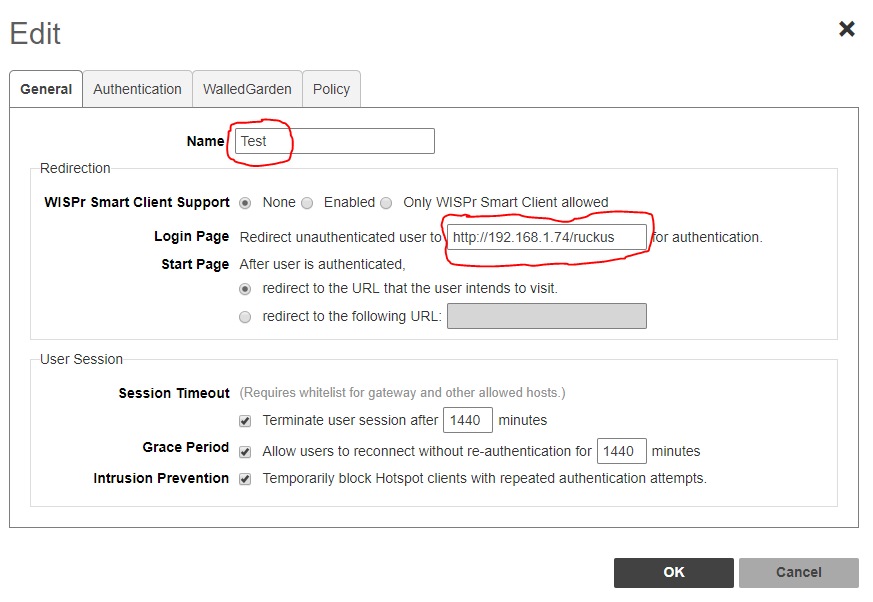 Edit
General Authentication WalledGarden Policy
Name Test
Redirection
WISPr Smart Client Support None Enabled Only WISPr Smart Client allowed
Login Page Redirect unauthenticated user to http://192.168.1.74/ruckus for authentication.
Start Page After user is authenticated,
redirect to the URL that the user intends to visit.
redirect to the following URL:
User Session
Session Timeout (Requires whitelist for gateway and other allowed hosts.)
Terminate user session after 1440 minutes
Grace Period Allow users to reconnect without re-authentication for 1440 minutes
Intrusion Prevention Temporarily block Hotspot clients with repeated authentication attempts.
OK Cancel